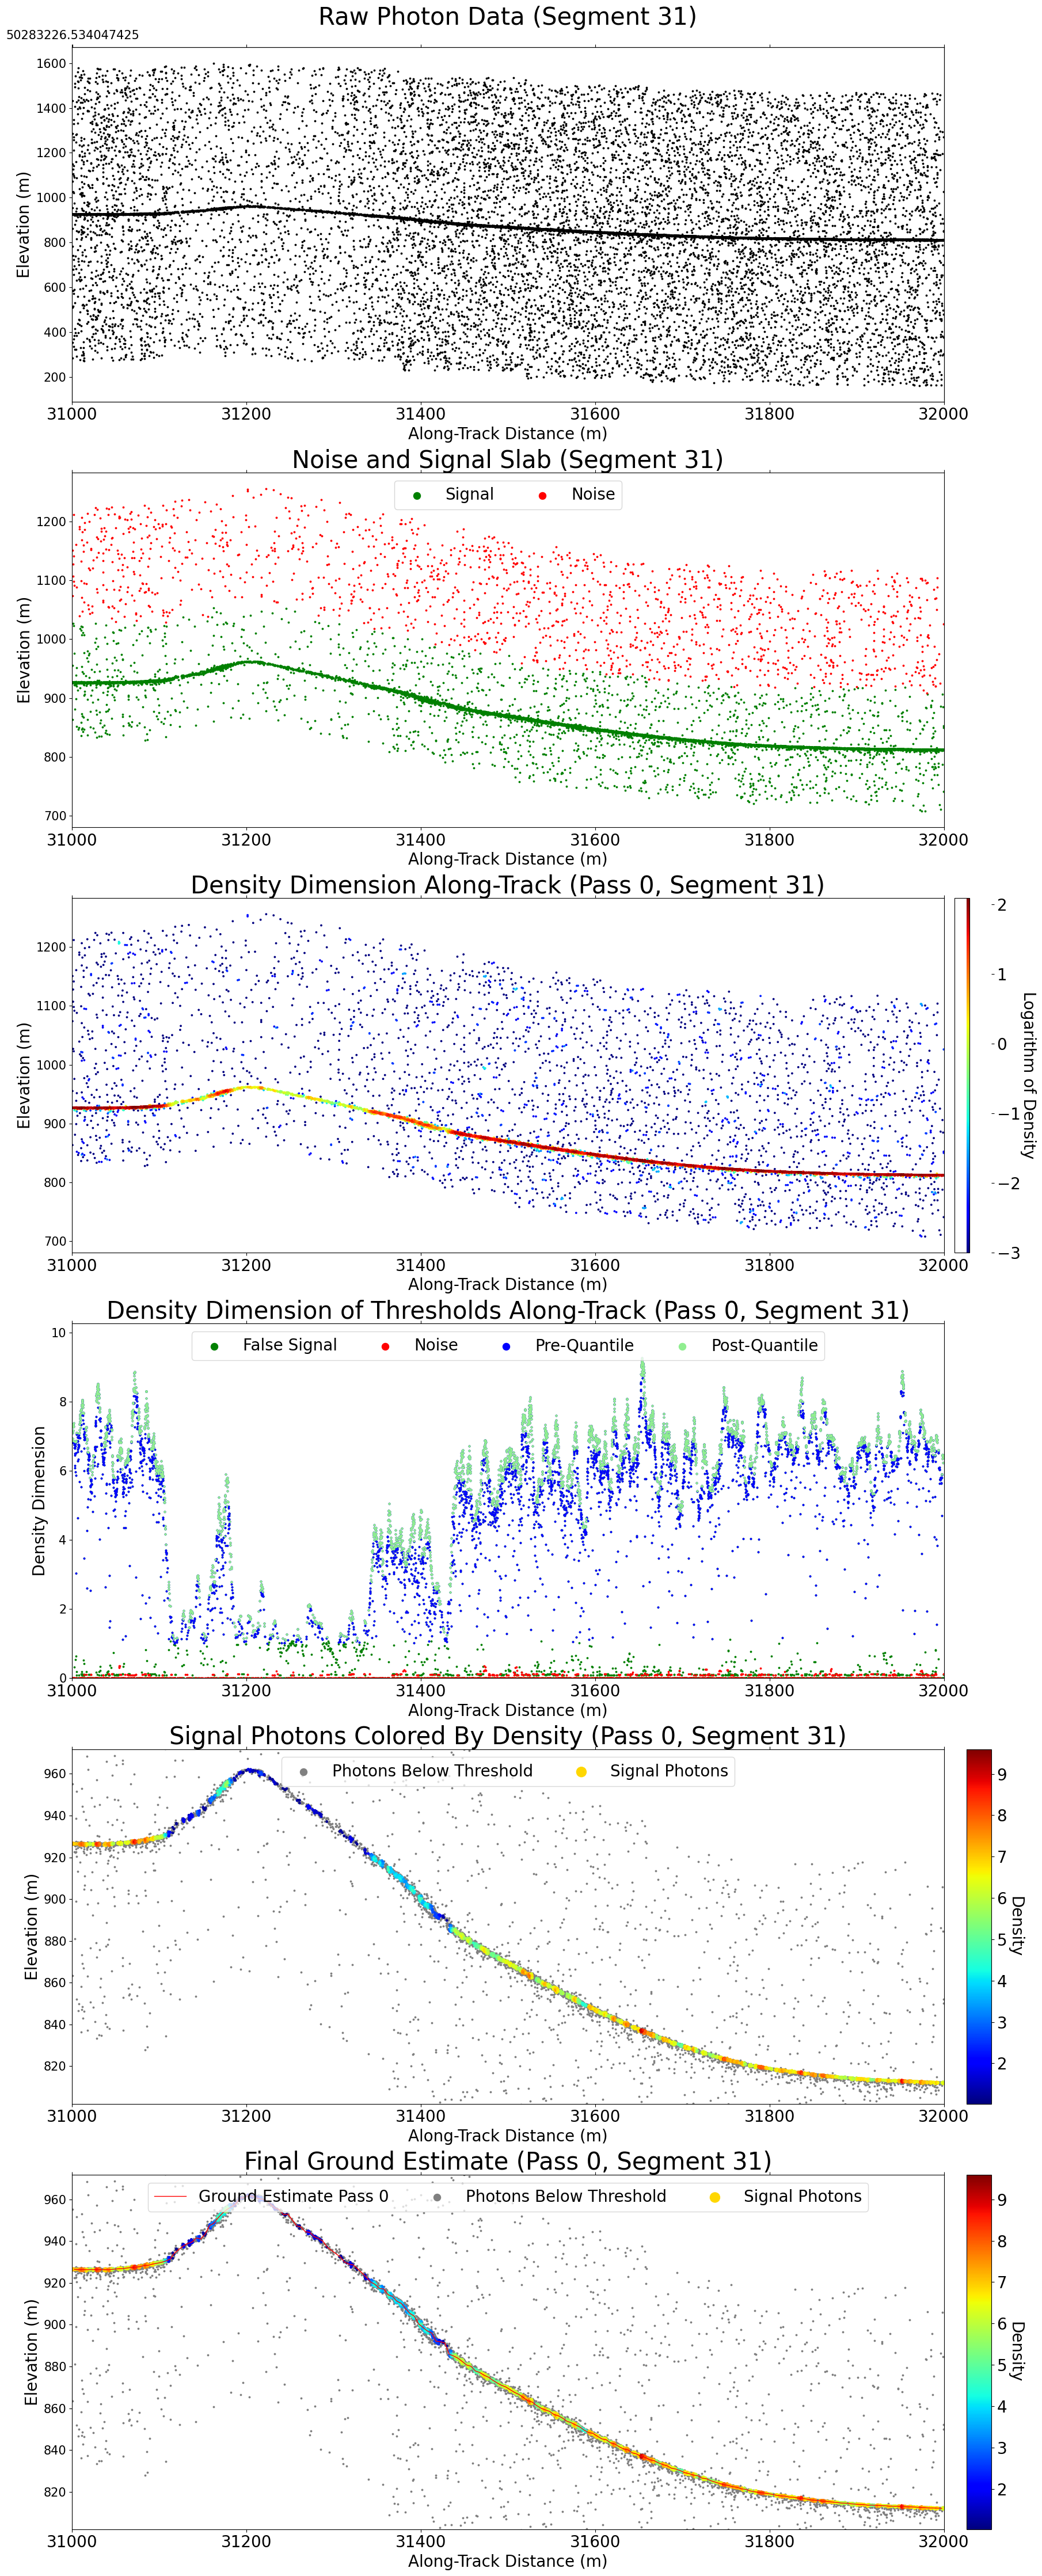 Raw Photon Data (Segment 31)
50283226.534047425
1600
1400
1200
1000
800
600
400
200
Elevation (m)
31000 31200 31400 31600 31800 32000
Along-Track Distance (m)
Noise and Signal Slab (Segment 31)
Signal Noise
1200
1100
1000
900
800
700
Elevation (m)
31000 31200 31400 31600 31800 32000
Along-Track Distance (m)
Density Dimension Along-Track (Pass 0, Segment 31)
1200
1100
1000
900
800
700
Elevation (m)
31000 31200 31400 31600 31800 32000
Along-Track Distance (m)
2
1
0
−1
−2
−3
Logarithm of Density
Density Dimension of Thresholds Along-Track (Pass 0, Segment 31)
False Signal Noise Pre-Quantile Post-Quantile
10
8
6
4
2
0
Density Dimension
31000 31200 31400 31600 31800 32000
Along-Track Distance (m)
Signal Photons Colored By Density (Pass 0, Segment 31)
Photons Below Threshold Signal Photons
960
940
920
900
880
860
840
820
Elevation (m)
31000 31200 31400 31600 31800 32000
Along-Track Distance (m)
9
8
7
6
5
4
3
2
Density
Final Ground Estimate (Pass 0, Segment 31)
Ground Estimate Pass 0 Photons Below Threshold Signal Photons
960
940
920
900
880
860
840
820
Elevation (m)
31000 31200 31400 31600 31800 32000
Along-Track Distance (m)
9
8
7
6
5
4
3
2
Density